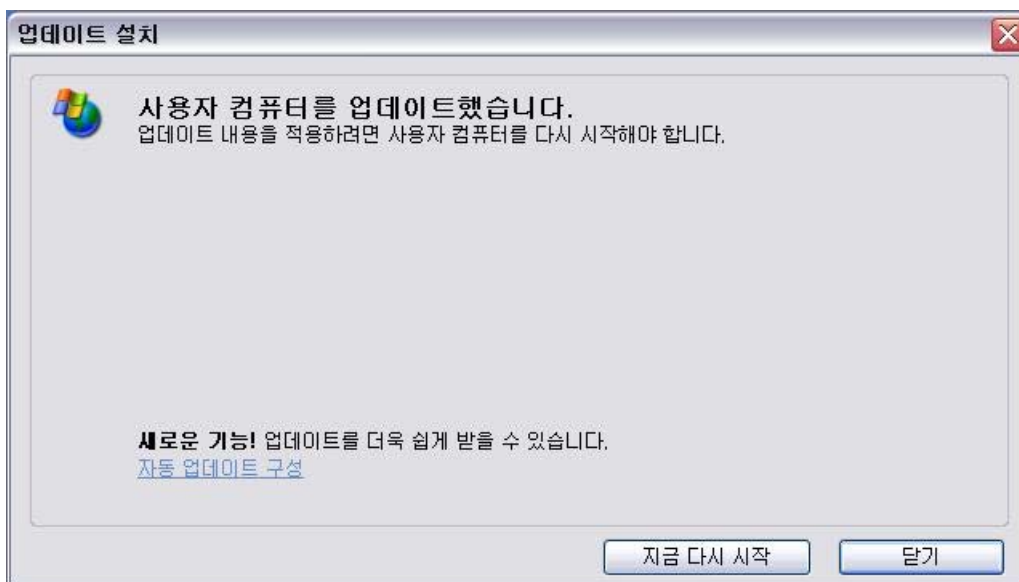 업데이트 설치
사용자 컴퓨터를 업데이트했습니다.
업데이트 내용을 적용하려면 사용자 컴퓨터를 다시 시작해야 합니다.
새로운 기능! 업데이트를 더욱 쉽게 받을 수 있습니다.
자동 업데이트 구성
지금 다시 시작
닫기